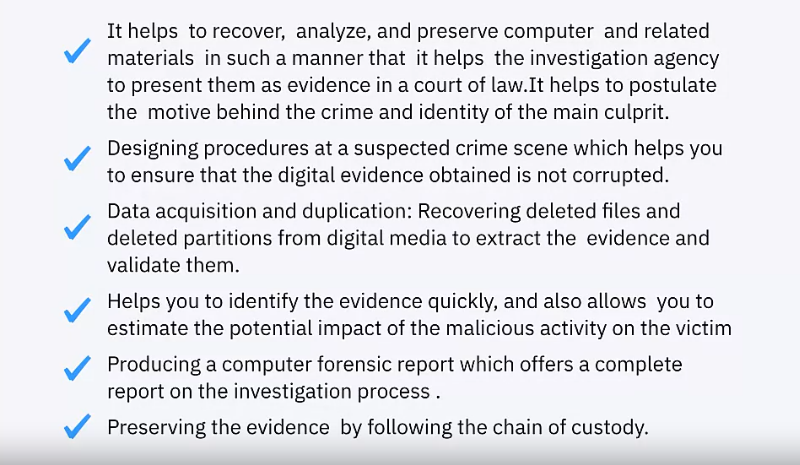 It helps  to recover,  analyze, and preserve computer  and related
materials  in such a manner that  it helps  the investigation agency
to present them as evidence in a court of law.It helps to postulate
the  motive behind the crime and identity of the main culprit.
Designing procedures at a suspected crime scene which helps you
to ensure that the digital evidence obtained is not corrupted.
Data acquisition and duplication: Recovering deleted files and
deleted partitions from digital media to extract the  evidence and
validate them.
Helps you to identify the evidence quickly, and also allows  you to
estimate the potential impact of the malicious activity on the victim
Producing a computer forensic report which offers a complete
report on the investigation process .
Preserving the evidence  by following the chain of custody.